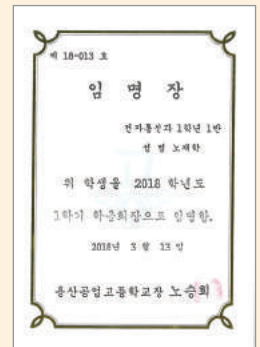 제 18-013 호
임 명 장
전자통신과 1학년 1반
성 명 노재학
위 학생을 2018 학년도
1학기 학급회장으로 임명함.
2018년 3월 13일
용산공업고등학교장 노승희